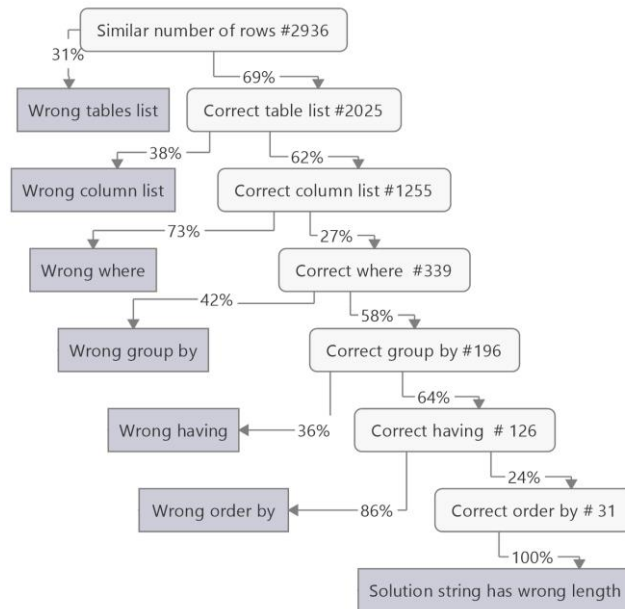 Similar number of rows #2936
31%
69%
Wrong tables list
Correct table list #2025
38%
62%
Wrong column list
Correct column list #1255
73%
27%
Wrong where
Correct where #339
42%
58%
Wrong group by
Correct group by #196
64%
Wrong having
36%
Correct having # 126
24%
Wrong order by
86%
Correct order by # 31
100%
Solution string has wrong length